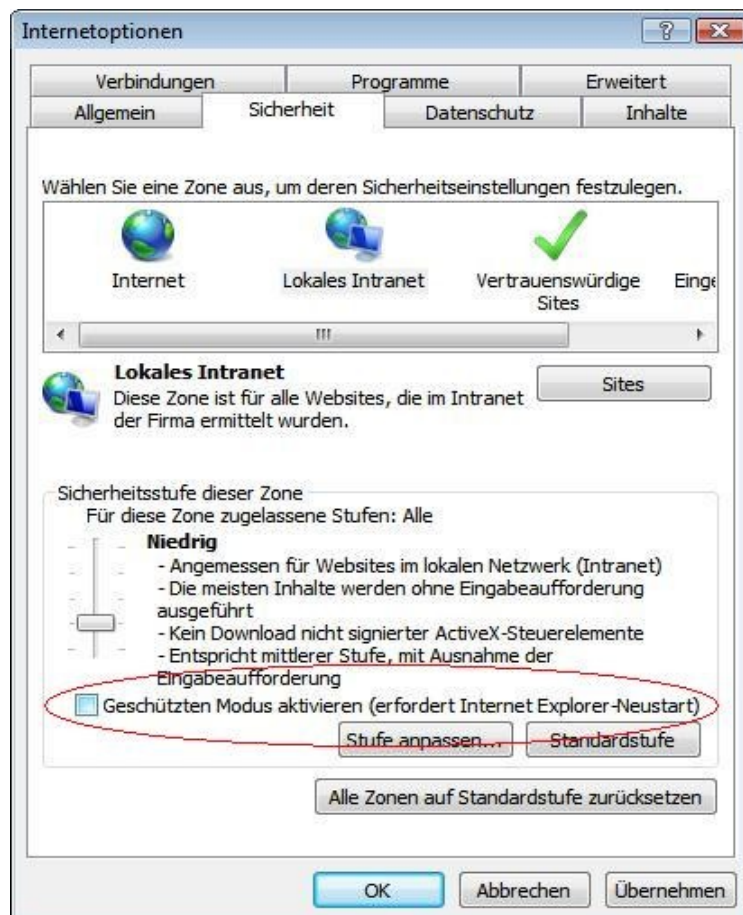 Internetoptionen
Verbindungen Programme Erweitert
Allgemein Sicherheit Datenschutz Inhalte
Wählen Sie eine Zone aus, um deren Sicherheitseinstellungen festzulegen.
Internet Lokales Intranet Vertrauenswürdige Einge
Sites
Lokales Intranet
Diese Zone ist für alle Websites, die im Intranet
der Firma ermittelt wurden.
Sites
Sicherheitsstufe dieser Zone
Für diese Zone zugelassene Stufen: Alle
Niedrig
- Angemessen für Websites im lokalen Netzwerk (Intranet)
- Die meisten Inhalte werden ohne Eingabeaufforderung
ausgeführt
- Kein Download nicht signierter ActiveX-Steuerelemente
- Entspricht mittlerer Stufe, mit Ausnahme der
Eingabeaufforderung
Geschützten Modus aktivieren (erfordert Internet Explorer-Neustart)
Stufe anpassen... Standardstufe
Alle Zonen auf Standardstufe zurücksetzen
OK Abbrechen Übernehmen